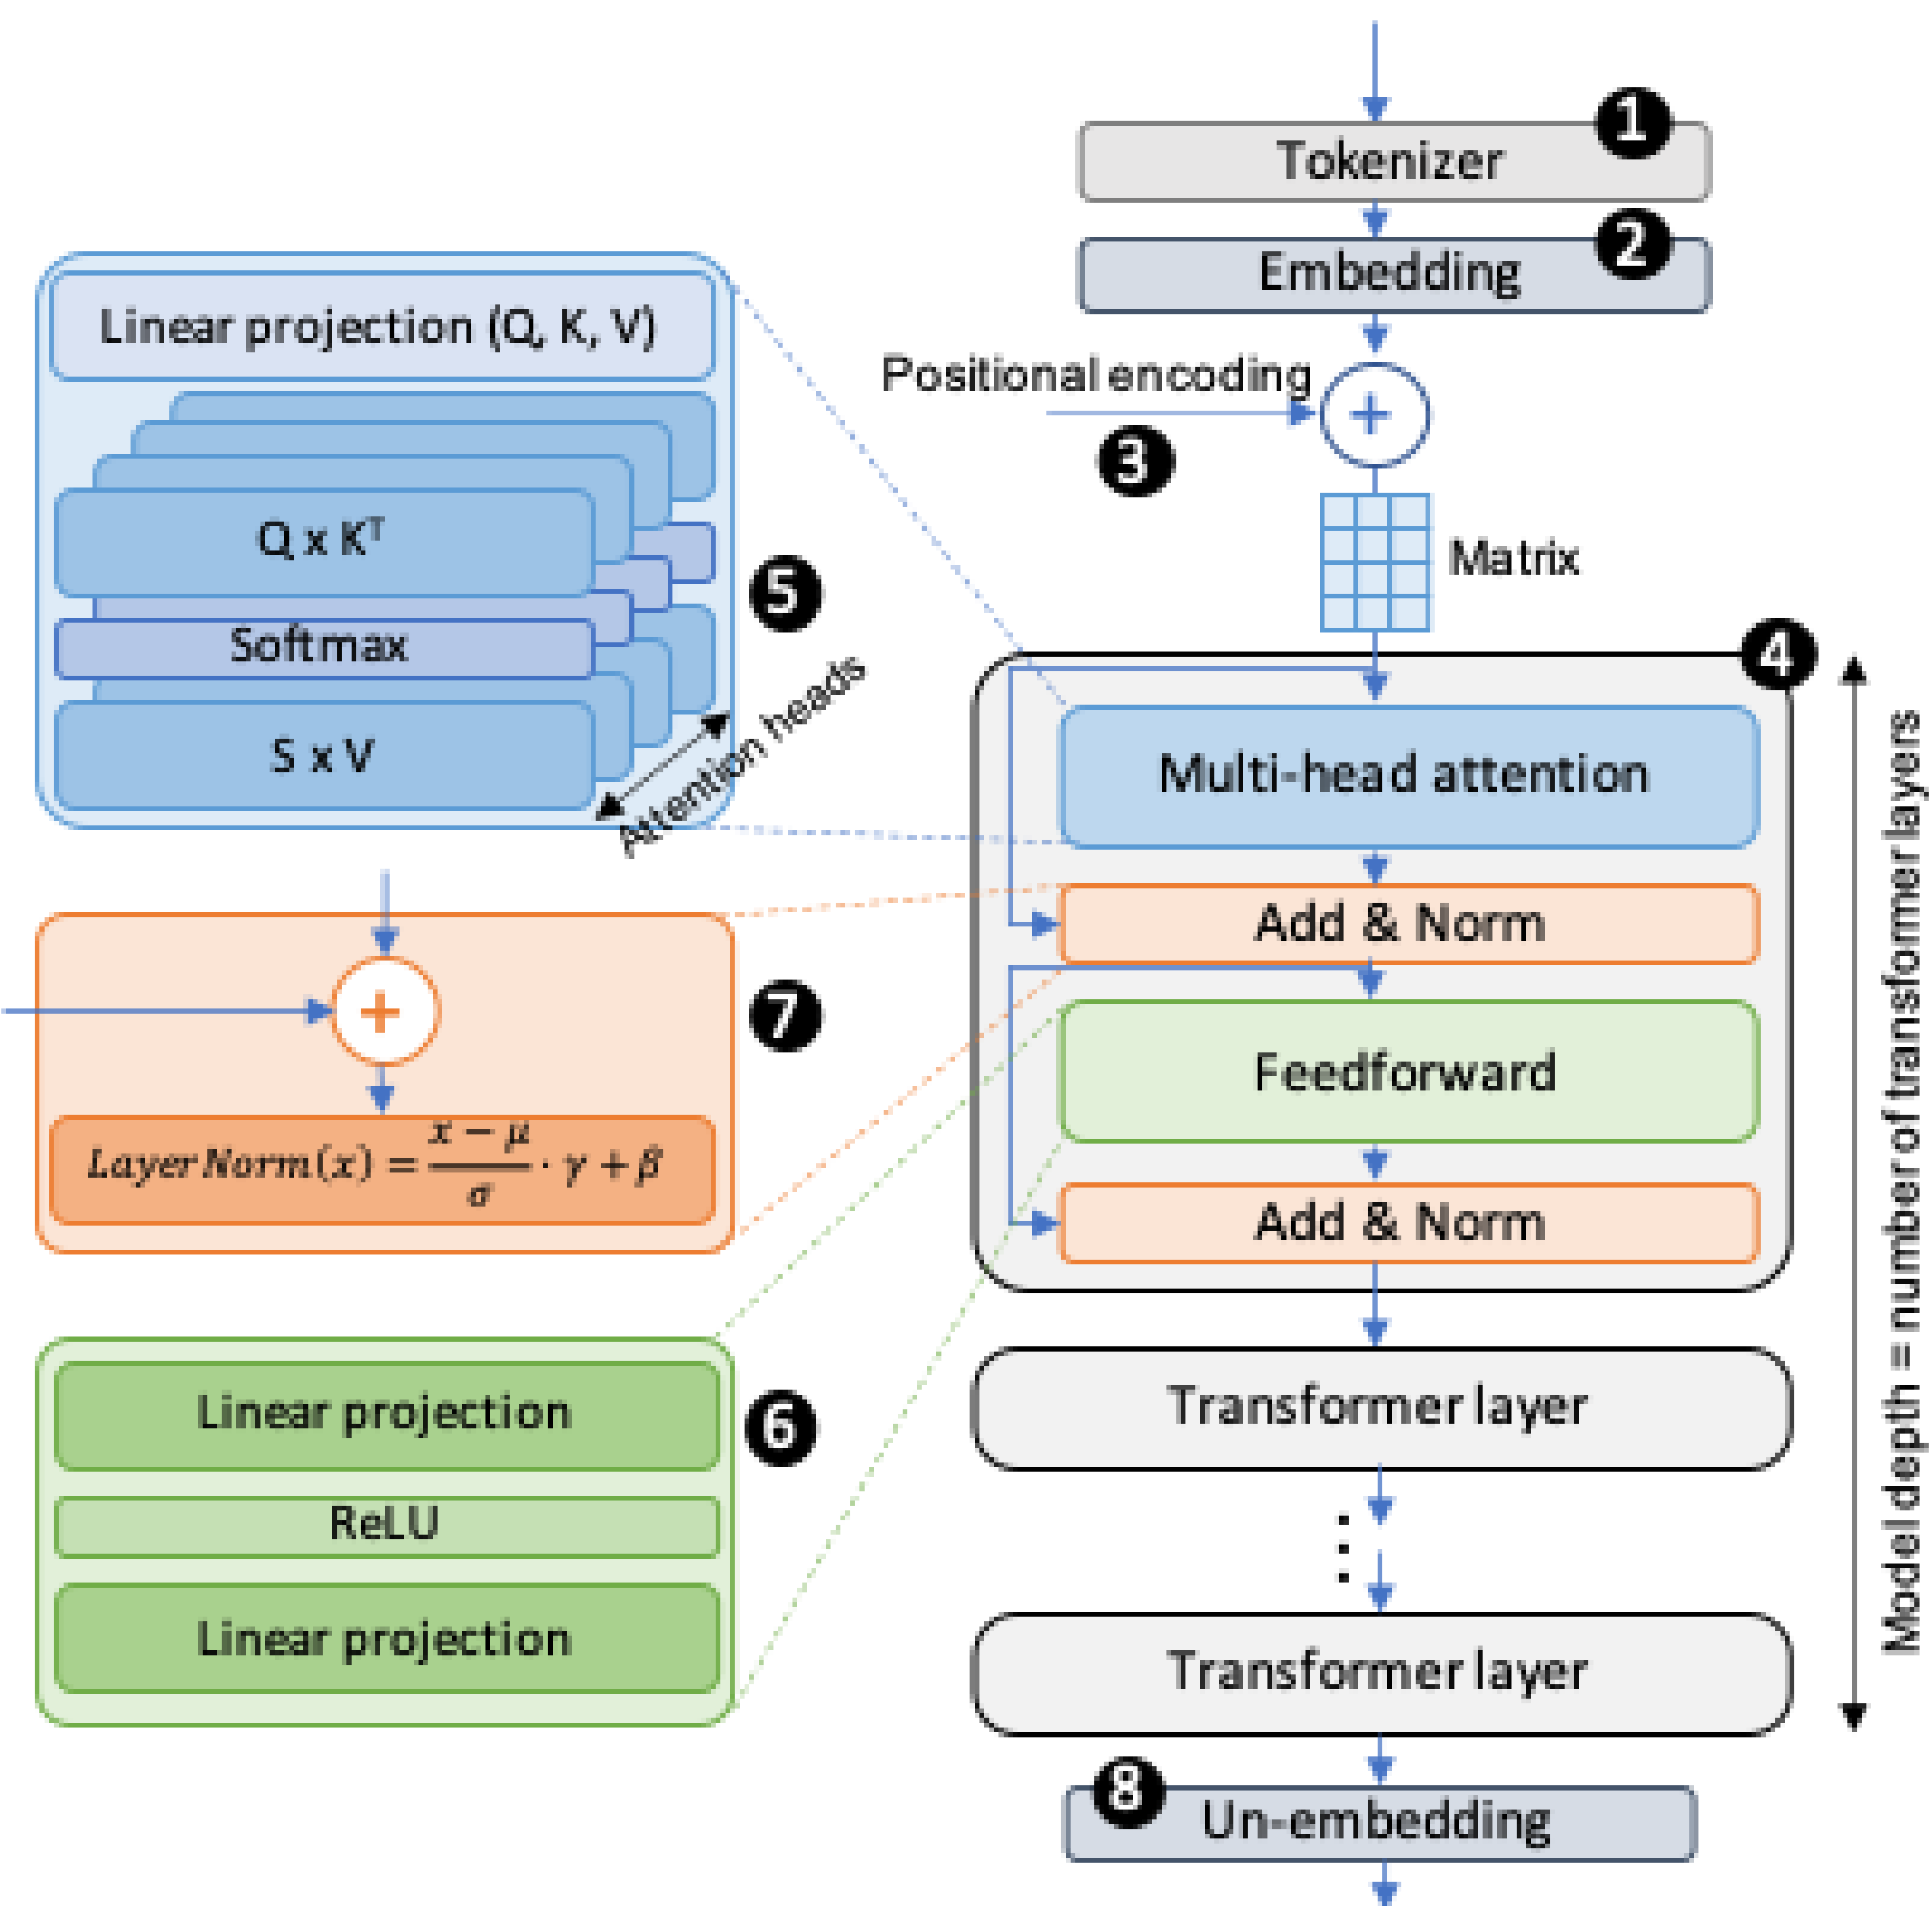 1
Tokenizer
2
Embedding
Positional encoding
+
3
Matrix
4
Multi-head attention
Add & Norm
Feedforward
Add & Norm
Transformer layer
⋮
Transformer layer
8
Un-embedding
Model depth = number of transformer layers
Linear projection (Q, K, V)
Q x Kᵀ
Softmax
S x V
5
Attention heads
+
7
LayerNorm(x) = (x − μ)/σ · γ + β
Linear projection
6
ReLU
Linear projection